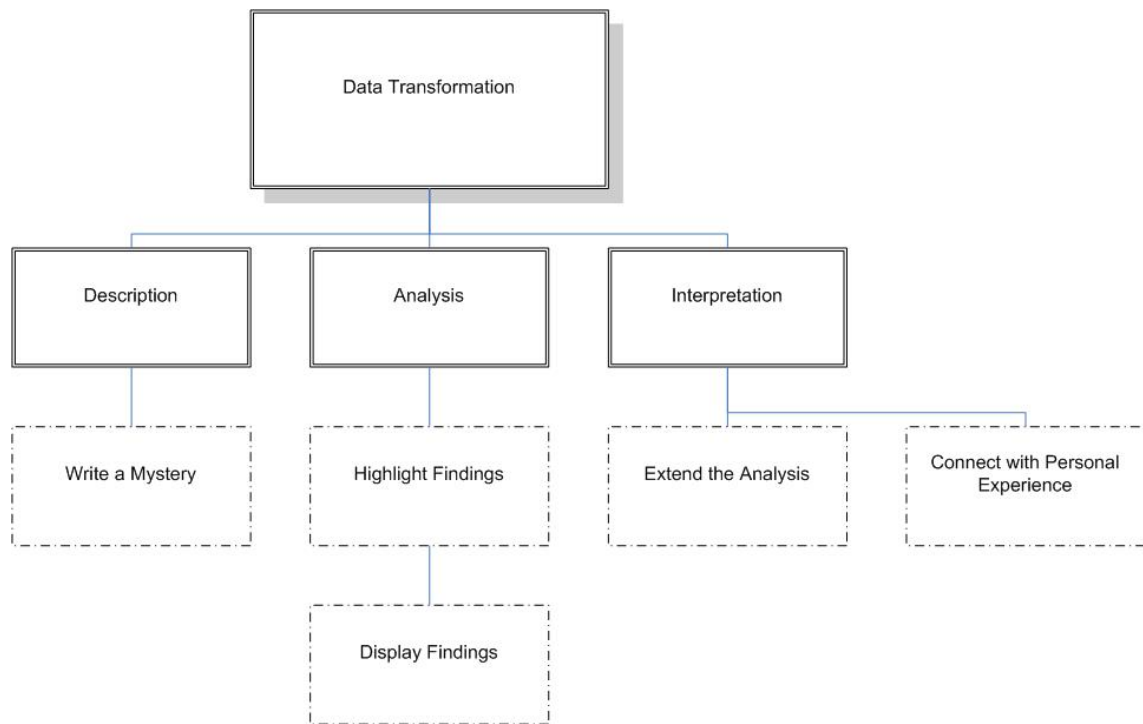 Data Transformation
Description
Analysis
Interpretation
Write a Mystery
Highlight Findings
Extend the Analysis
Connect with Personal
Experience
Display Findings